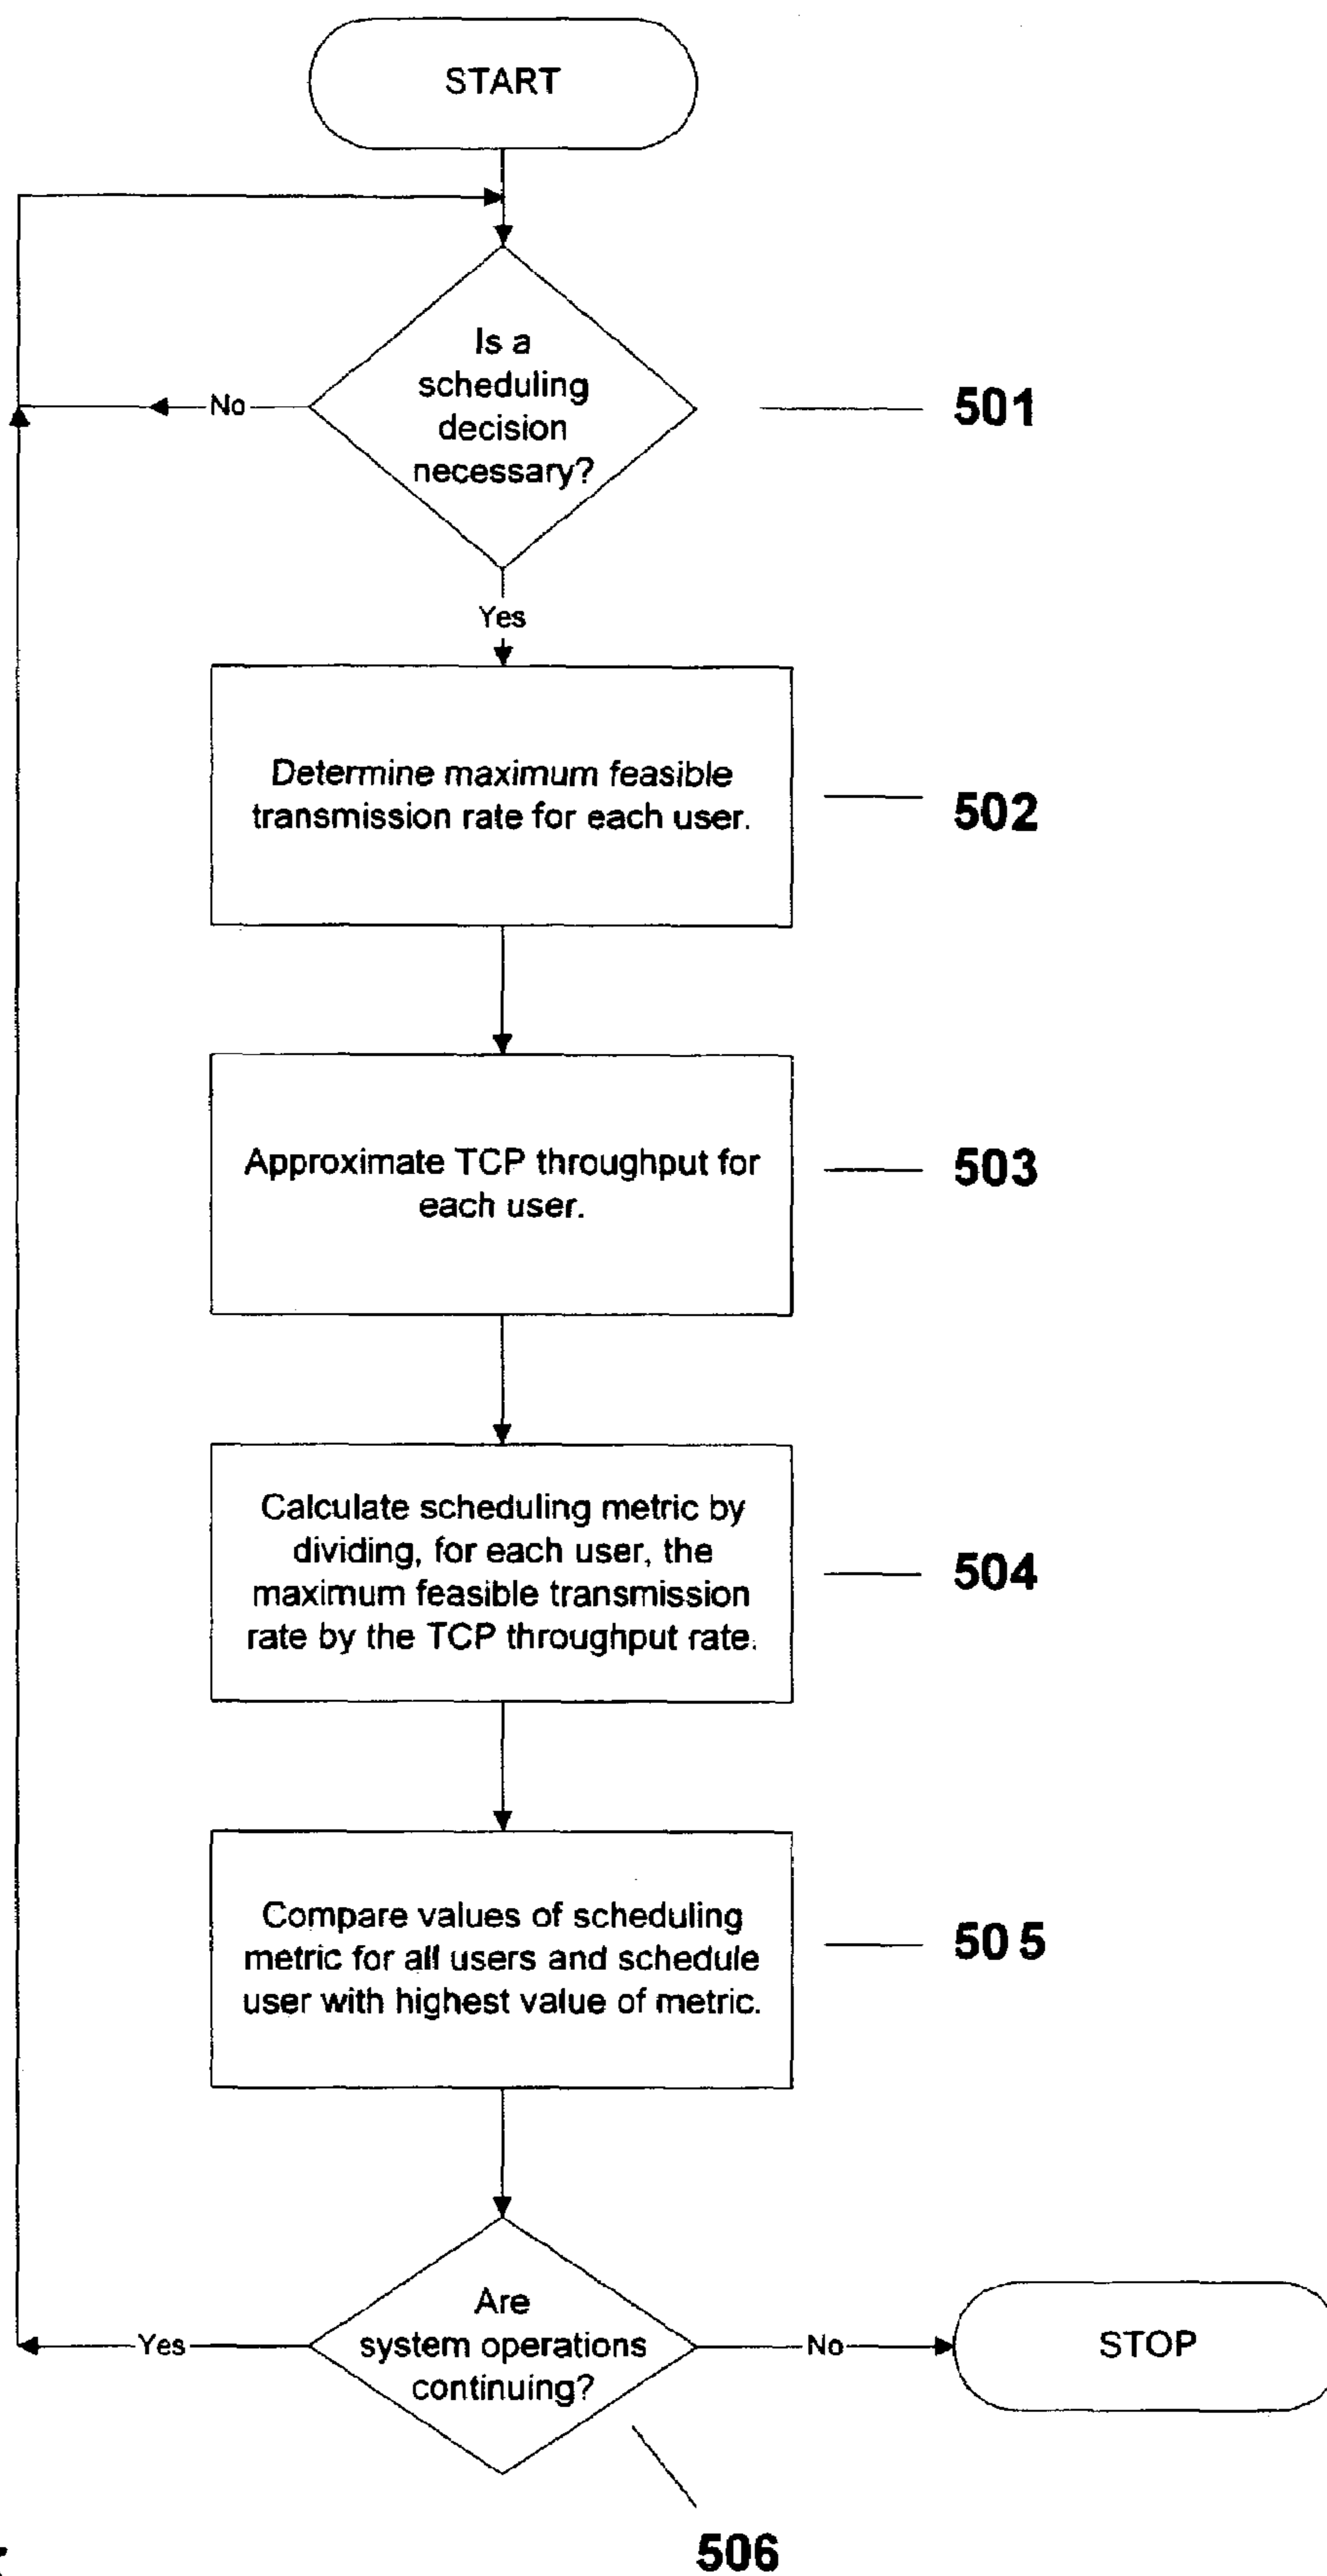 START
Is a
scheduling
decision
necessary?
501
No
Yes
Determine maximum feasible
transmission rate for each user.
502
Approximate TCP throughput for
each user.
503
Calculate scheduling metric by
dividing, for each user, the
maximum feasible transmission
rate by the TCP throughput rate.
504
Compare values of scheduling
metric for all users and schedule
user with highest value of metric.
505
Are
system operations
continuing?
Yes
No
STOP
506